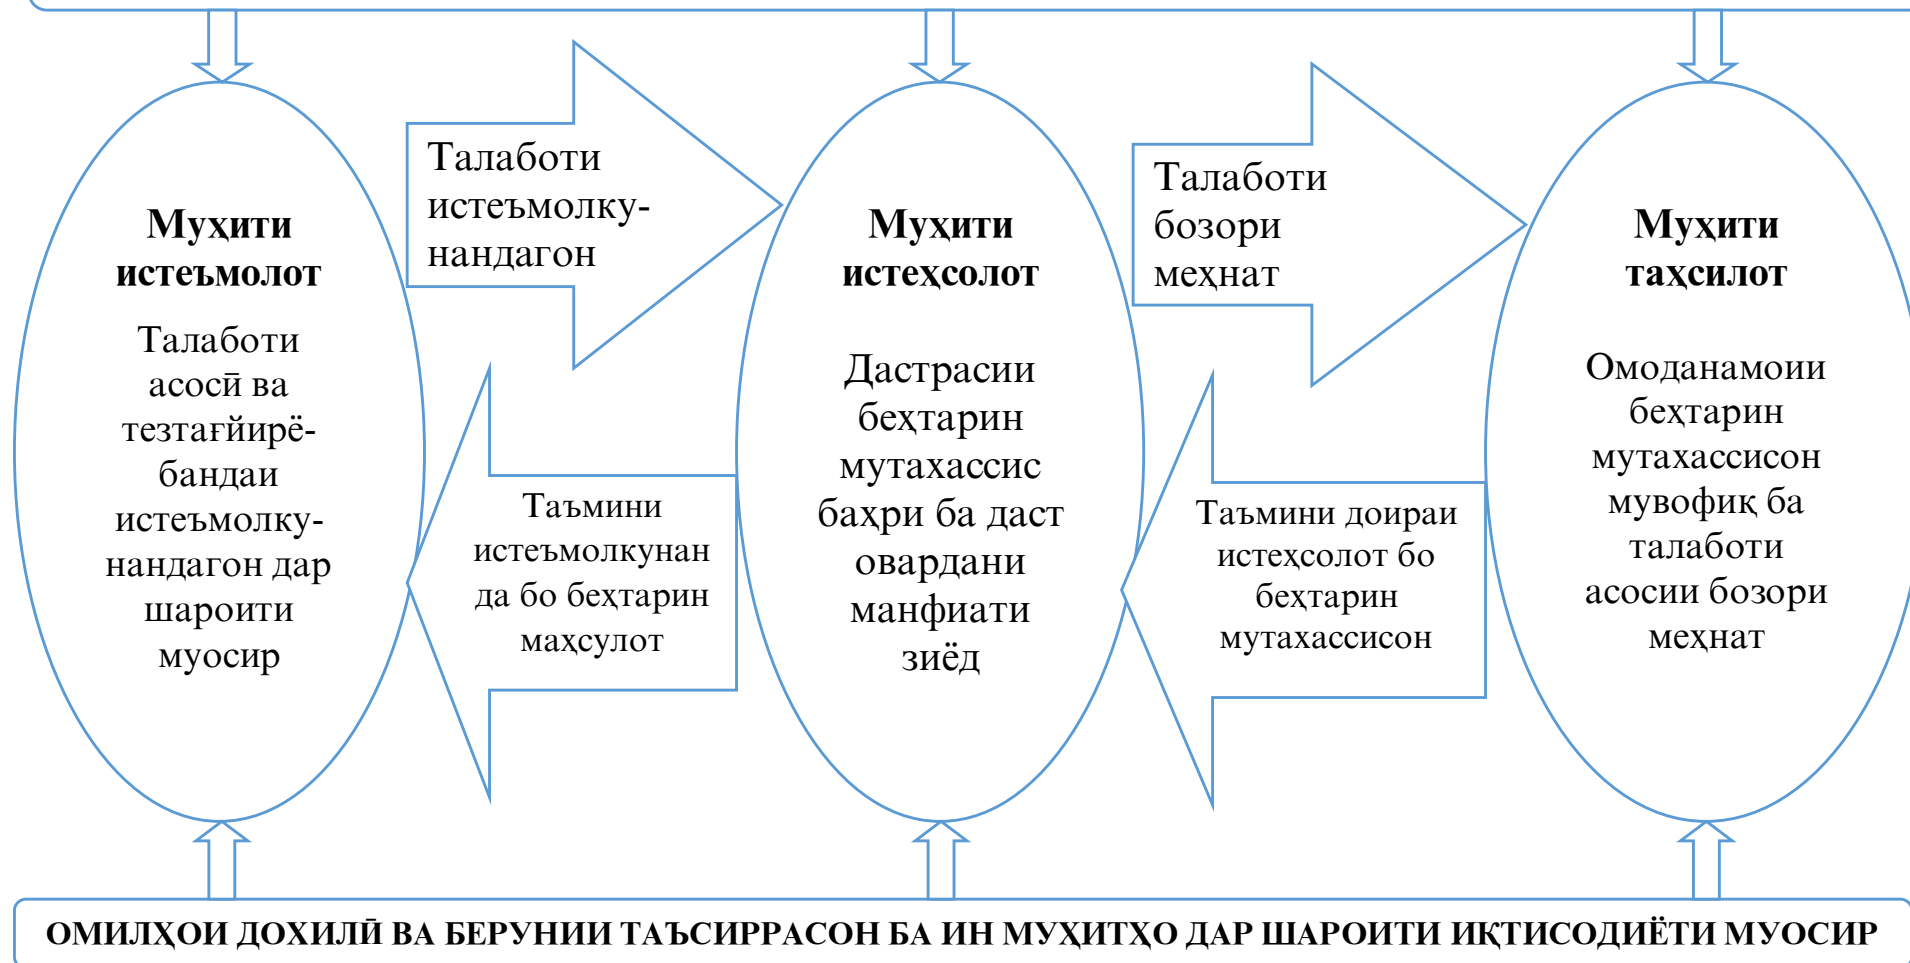 Муҳити
истеъмолот
Талаботи
асосӣ ва
тезтағйирё-
бандаи
истеъмолку-
нандагон дар
шароити
муосир
Талаботи
истеъмолку-
нандагон
Таъмини
истеъмолкунан
да бо беҳтарин
маҳсулот
Муҳити
истеҳсолот
Дастрасии
беҳтарин
мутахассис
баҳри ба даст
овардани
манфиати
зиёд
Талаботи
бозори
меҳнат
Таъмини доираи
истеҳсолот бо
беҳтарин
мутахассисон
Муҳити
таҳсилот
Омоданамоии
беҳтарин
мутахассисон
мувофиқ ба
талаботи
асосии бозори
меҳнат
ОМИЛҲОИ ДОХИЛӢ ВА БЕРУНИИ ТАЪСИРРАСОН БА ИН МУҲИТҲО ДАР ШАРОИТИ ИҚТИСОДИЁТИ МУОСИР